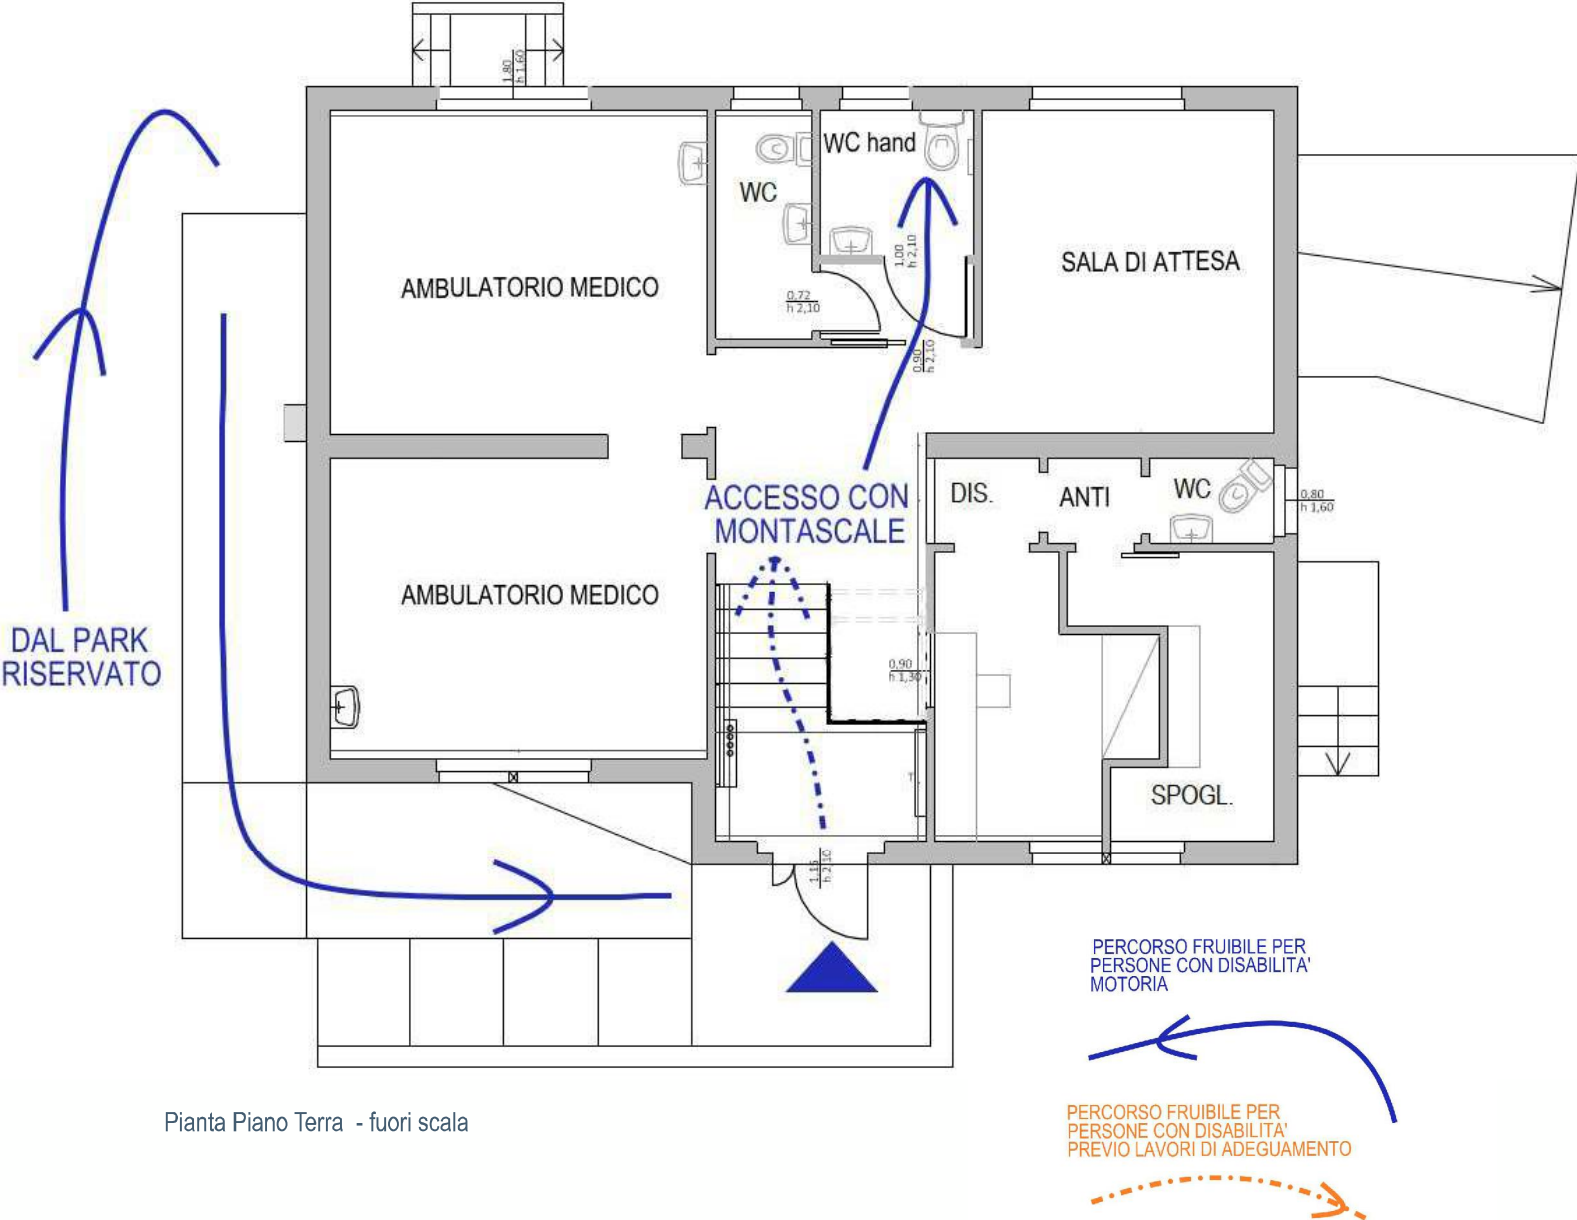 1,80
h 1,60
WC hand
WC
SALA DI ATTESA
AMBULATORIO MEDICO
1,00
h 2,10
0,72
h 2,10
0,90
h 2,10
ACCESSO CON
MONTASCALE
DIS.
ANTI
WC
0,80
h 1,60
AMBULATORIO MEDICO
DAL PARK
RISERVATO
0,90
h 1,30
T
SPOGL.
1,15
h 2,10
PERCORSO FRUIBILE PER
PERSONE CON DISABILITA'
MOTORIA
Pianta Piano Terra - fuori scala
PERCORSO FRUIBILE PER
PERSONE CON DISABILITA'
PREVIO LAVORI DI ADEGUAMENTO